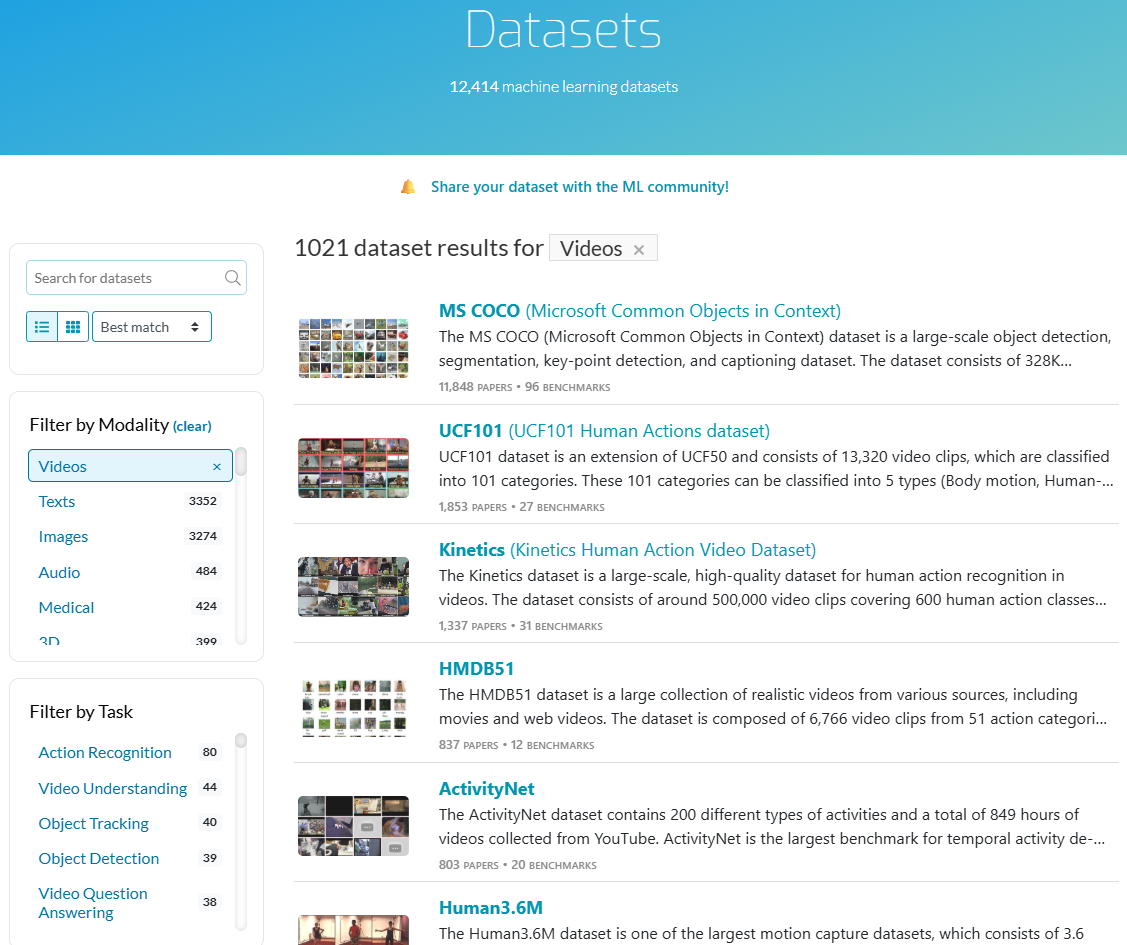 Datasets
12,414 machine learning datasets
🔔 Share your dataset with the ML community!
Search for datasets
Best match
Filter by Modality (clear)
Videos ×
Texts 3352
Images 3274
Audio 484
Medical 424
3D 399
Filter by Task
Action Recognition 80
Video Understanding 44
Object Tracking 40
Object Detection 39
Video Question
Answering 38
1021 dataset results for Videos ×
MS COCO (Microsoft Common Objects in Context)
The MS COCO (Microsoft Common Objects in Context) dataset is a large-scale object detection,
segmentation, key-point detection, and captioning dataset. The dataset consists of 328K...
11,848 PAPERS • 96 BENCHMARKS
UCF101 (UCF101 Human Actions dataset)
UCF101 dataset is an extension of UCF50 and consists of 13,320 video clips, which are classified
into 101 categories. These 101 categories can be classified into 5 types (Body motion, Human-...
1,853 PAPERS • 27 BENCHMARKS
Kinetics (Kinetics Human Action Video Dataset)
The Kinetics dataset is a large-scale, high-quality dataset for human action recognition in
videos. The dataset consists of around 500,000 video clips covering 600 human action classes...
1,337 PAPERS • 31 BENCHMARKS
HMDB51
The HMDB51 dataset is a large collection of realistic videos from various sources, including
movies and web videos. The dataset is composed of 6,766 video clips from 51 action categori...
837 PAPERS • 12 BENCHMARKS
ActivityNet
The ActivityNet dataset contains 200 different types of activities and a total of 849 hours of
videos collected from YouTube. ActivityNet is the largest benchmark for temporal activity de-...
803 PAPERS • 20 BENCHMARKS
Human3.6M
The Human3.6M dataset is one of the largest motion capture datasets, which consists of 3.6